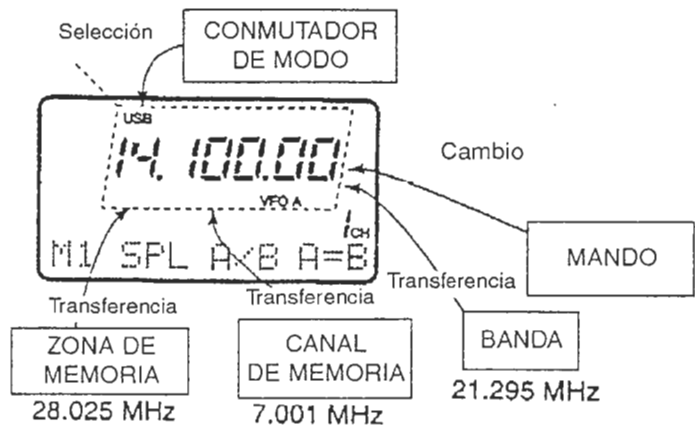 Selección
CONMUTADOR
DE MODO
USB
14.100.00
VFO A
1CH
M1 SPL A/B A=B
Cambio
MANDO
Transferencia
Transferencia
Transferencia
ZONA DE
MEMORIA
28.025 MHz
CANAL
DE MEMORIA
7.001 MHz
BANDA
21.295 MHz